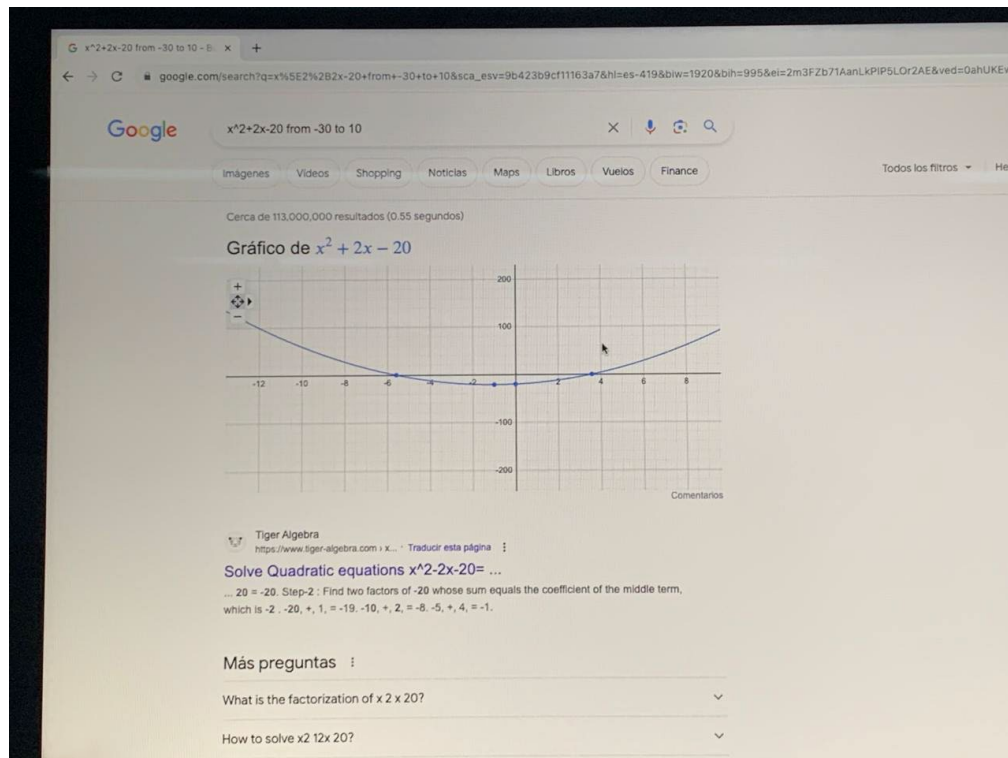 x^2+2x-20 from -30 to 10 - B
google.com/search?q=x%5E2%2B2x-20+from+-30+to+10&sca_esv=9b423b9cf11163a7&hl=es-419&biw=1920&bih=995&ei=2m3FZb71AanLkPIP5LOr2AE&ved=0ahUKEw
Google
x^2+2x-20 from -30 to 10
Imágenes Videos Shopping Noticias Maps Libros Vuelos Finance Todos los filtros He
Cerca de 113,000,000 resultados (0.55 segundos)
Gráfico de x² + 2x – 20
200
100
-12 -10 -8 -6 -4 -2 2 4 6 8
-100
-200
Comentarios
Tiger Algebra
https://www.tiger-algebra.com › x... · Traducir esta página
Solve Quadratic equations x^2-2x-20= ...
... 20 = -20. Step-2 : Find two factors of -20 whose sum equals the coefficient of the middle term,
which is -2 . -20, +, 1, = -19. -10, +, 2, = -8. -5, +, 4, = -1.
Más preguntas
What is the factorization of x 2 x 20?
How to solve x2 12x 20?